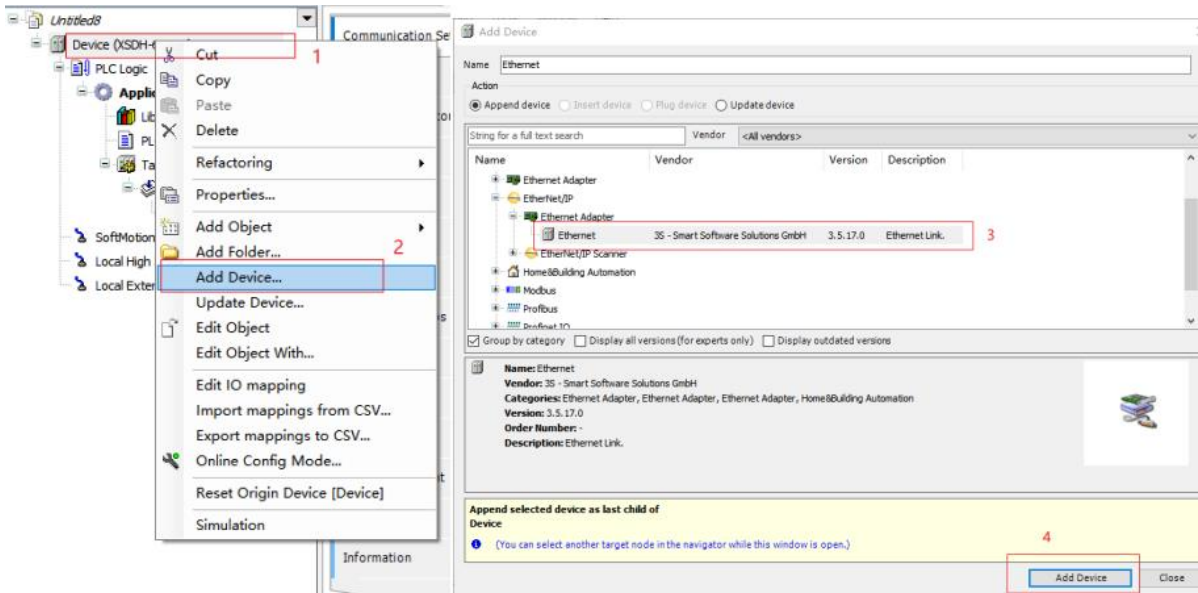 Untitled8
Device (XSDH-
1
PLC Logic
Applic
Lib
PL
Ta
SoftMotion
Local High
Local Exter
Cut
Copy
Paste
Delete
Refactoring
Properties...
Add Object
Add Folder...
2
Add Device...
Update Device...
Edit Object
Edit Object With...
Edit IO mapping
Import mappings from CSV...
Export mappings to CSV...
Online Config Mode...
Reset Origin Device [Device]
Simulation
Communication Se
Information
Add Device
Name Ethernet
Action
Append device Insert device Plug device Update device
String for a full text search Vendor <All vendors>
Name Vendor Version Description
Ethernet Adapter
EtherNet/IP
Ethernet Adapter
Ethernet 3S - Smart Software Solutions GmbH 3.5.17.0 Ethernet Link. 3
EtherNet/IP Scanner
Home&Building Automation
Modbus
Profibus
Profinet IO
Group by category Display all versions (for experts only) Display outdated versions
Name: Ethernet
Vendor: 3S - Smart Software Solutions GmbH
Categories: Ethernet Adapter, Ethernet Adapter, Ethernet Adapter, Home&Building Automation
Version: 3.5.17.0
Order Number: -
Description: Ethernet Link.
Append selected device as last child of
Device
(You can select another target node in the navigator while this window is open.)
4
Add Device Close